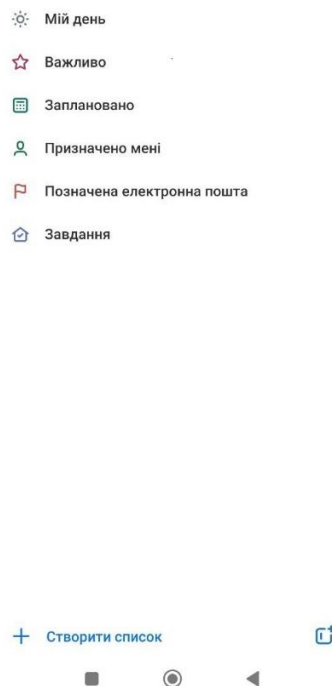 Мій день
Важливо
Заплановано
Призначено мені
Позначена електронна пошта
Завдання
Створити список